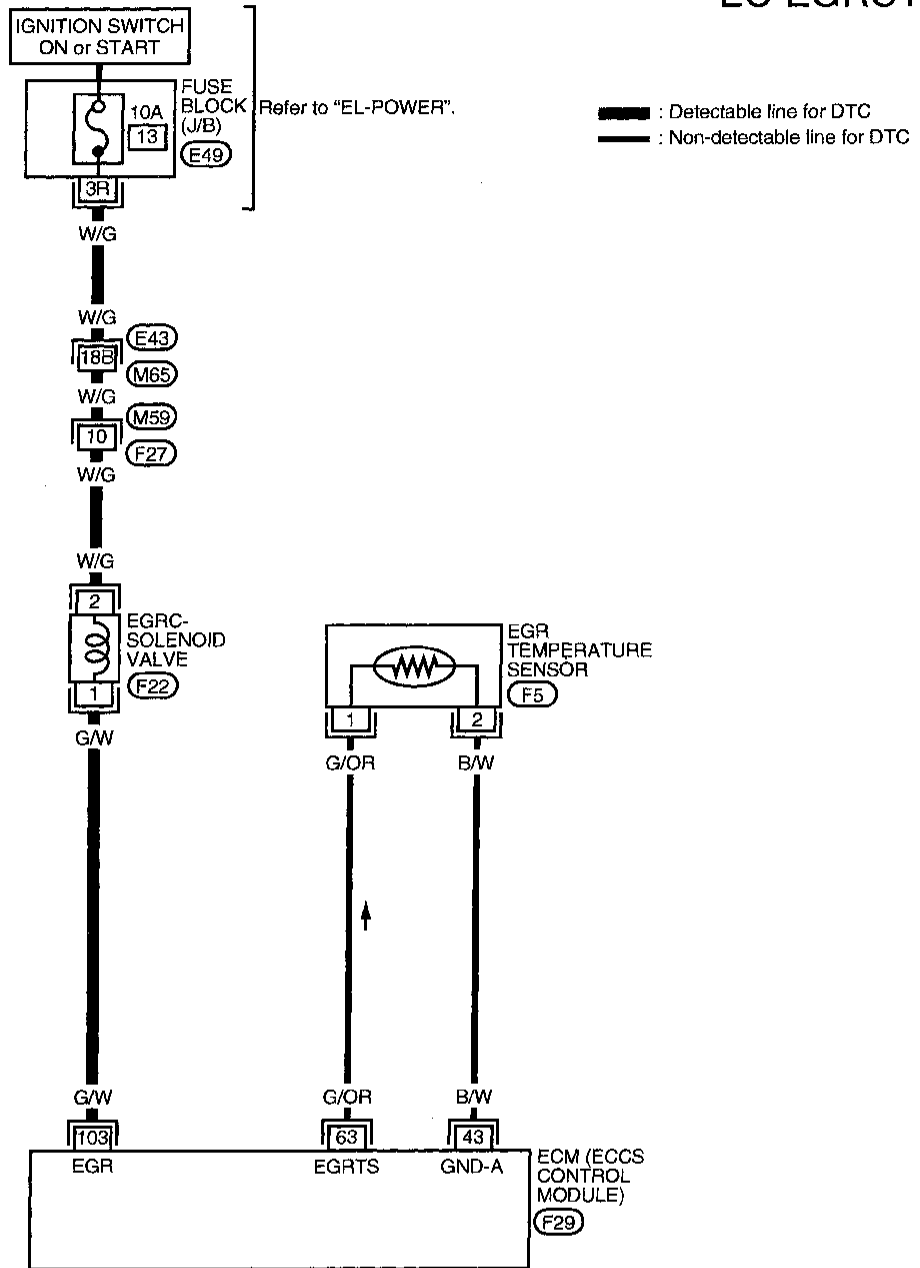 IGNITION SWITCH
ON or START
FUSE
BLOCK
(J/B)
10A
13
E49
Refer to "EL-POWER".
: Detectable line for DTC
: Non-detectable line for DTC
3R
W/G
W/G
E43
18B
M65
W/G
M59
10
F27
W/G
W/G
2
EGRC-
SOLENOID
VALVE
F22
1
G/W
EGR
TEMPERATURE
SENSOR
F5
1
2
G/OR
B/W
G/W
G/OR
B/W
103
63
43
EGR
EGRTS
GND-A
ECM (ECCS
CONTROL
MODULE)
F29